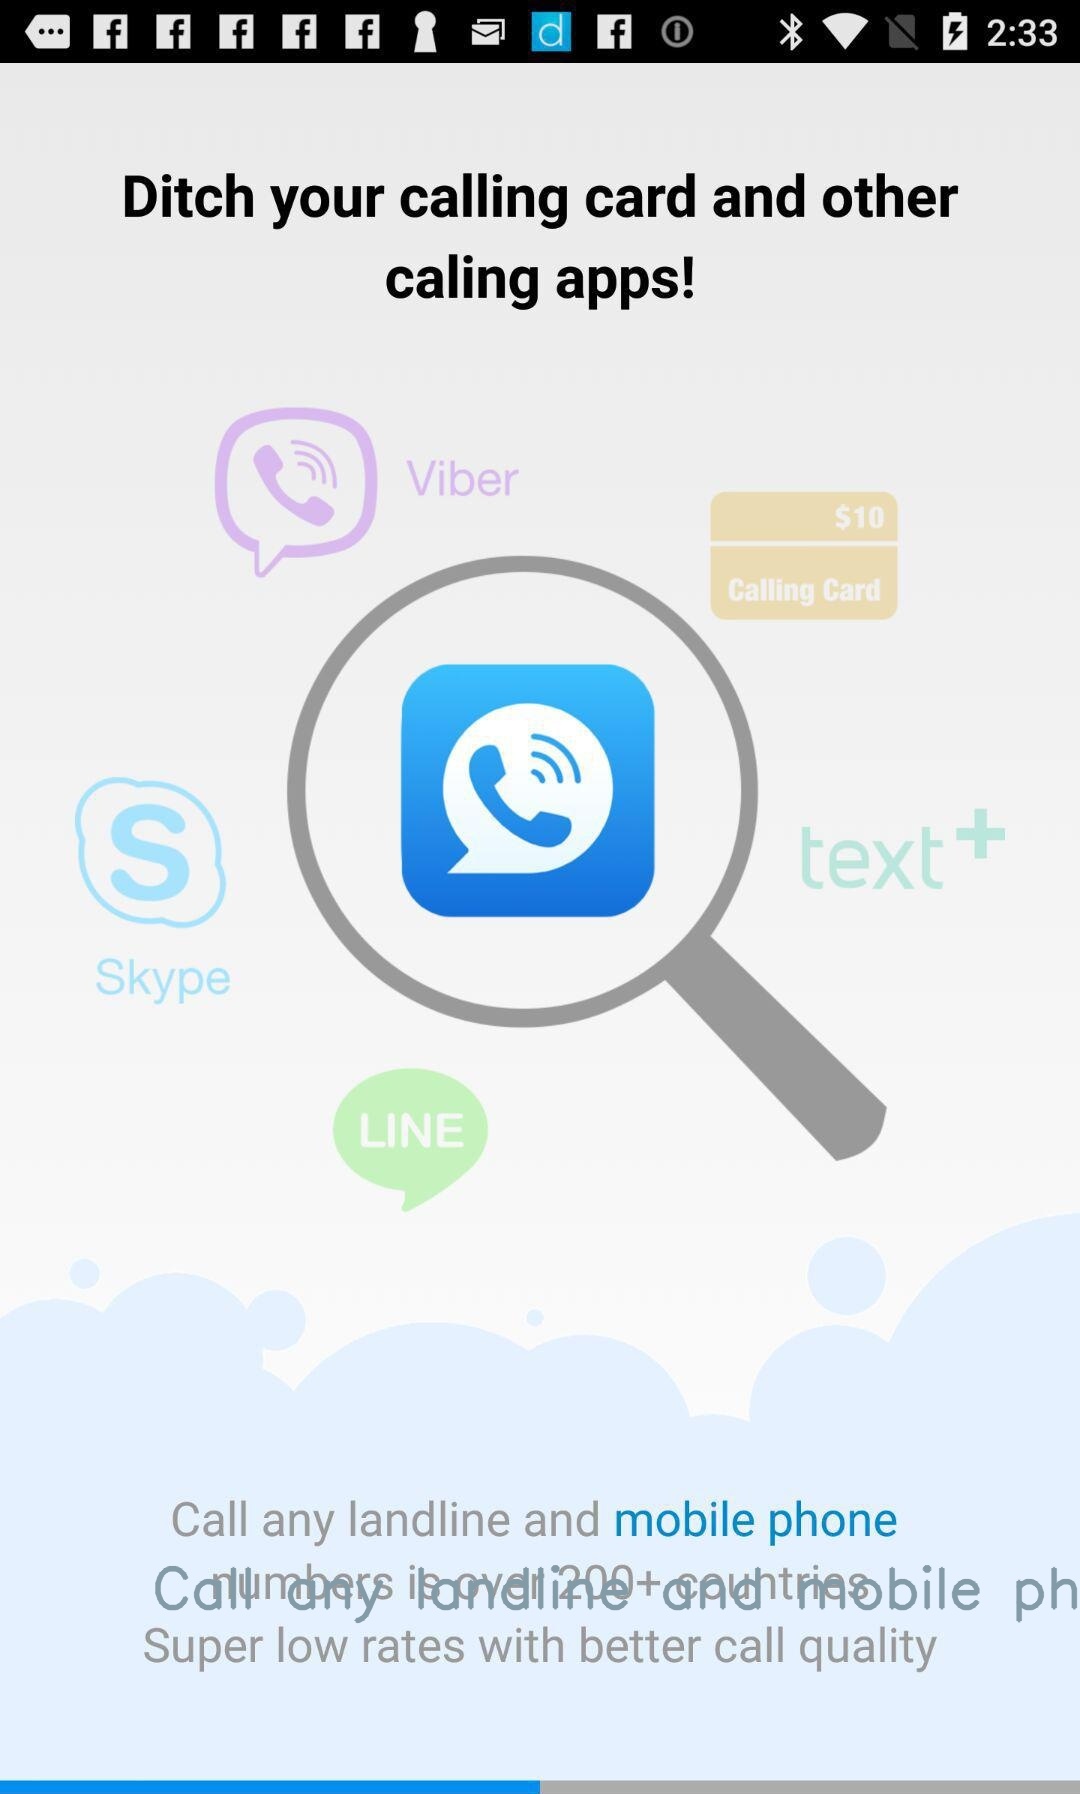 2:33
Ditch your calling card and other
caling apps!
Viber
$10
Calling Card
S
Skype
text+
LINE
Call any landline and mobile phone
numbers is over 200+ countries
Call any landline and mobile ph
Super low rates with better call quality